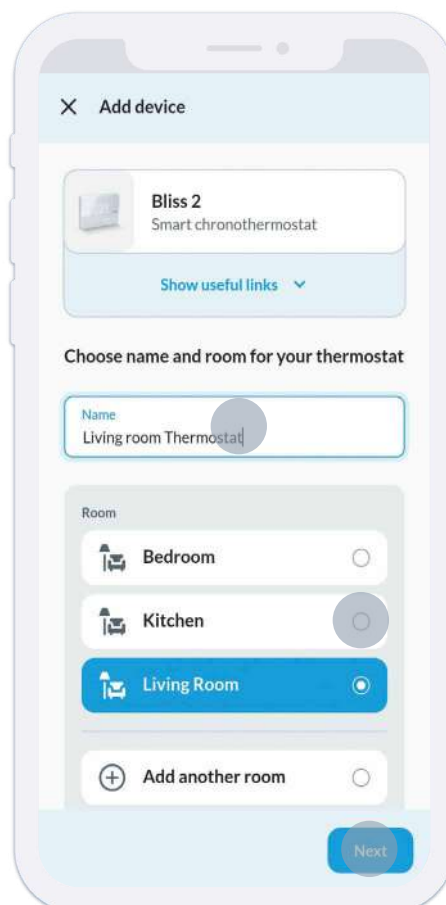 Add device
Bliss 2
Smart chronothermostat
Show useful links
Choose name and room for your thermostat
Name
Living room Thermostat
Room
Bedroom
Kitchen
Living Room
Add another room
Next